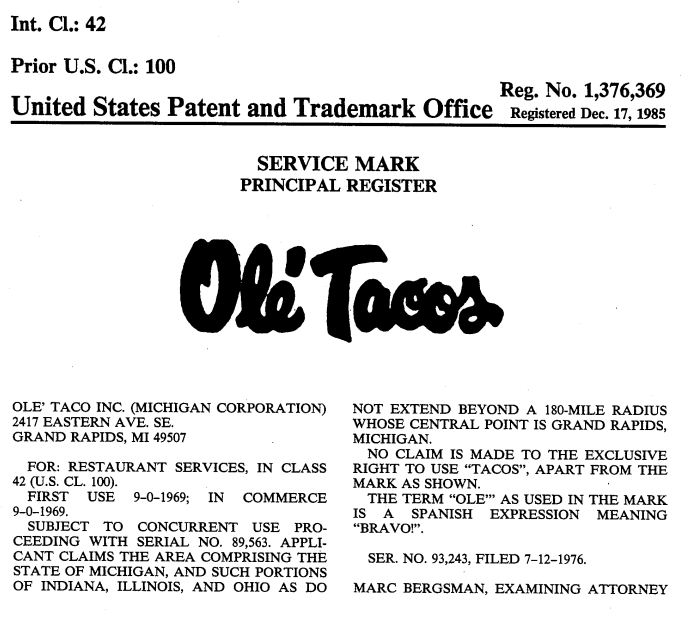 Int. Cl.: 42
Prior U.S. Cl.: 100
Reg. No. 1,376,369
United States Patent and Trademark Office
Registered Dec. 17, 1985
SERVICE MARK
PRINCIPAL REGISTER
Olé Tacos
OLE' TACO INC. (MICHIGAN CORPORATION)
2417 EASTERN AVE. SE.
GRAND RAPIDS, MI 49507
FOR: RESTAURANT SERVICES, IN CLASS
42 (U.S. CL. 100).
FIRST USE 9-0-1969; IN COMMERCE
9-0-1969.
SUBJECT TO CONCURRENT USE PRO-
CEEDING WITH SERIAL NO. 89,563. APPLI-
CANT CLAIMS THE AREA COMPRISING THE
STATE OF MICHIGAN, AND SUCH PORTIONS
OF INDIANA, ILLINOIS, AND OHIO AS DO
NOT EXTEND BEYOND A 180-MILE RADIUS
WHOSE CENTRAL POINT IS GRAND RAPIDS,
MICHIGAN.
NO CLAIM IS MADE TO THE EXCLUSIVE
RIGHT TO USE "TACOS", APART FROM THE
MARK AS SHOWN.
THE TERM "OLE'" AS USED IN THE MARK
IS A SPANISH EXPRESSION MEANING
"BRAVO!".
SER. NO. 93,243, FILED 7-12-1976.
MARC BERGSMAN, EXAMINING ATTORNEY